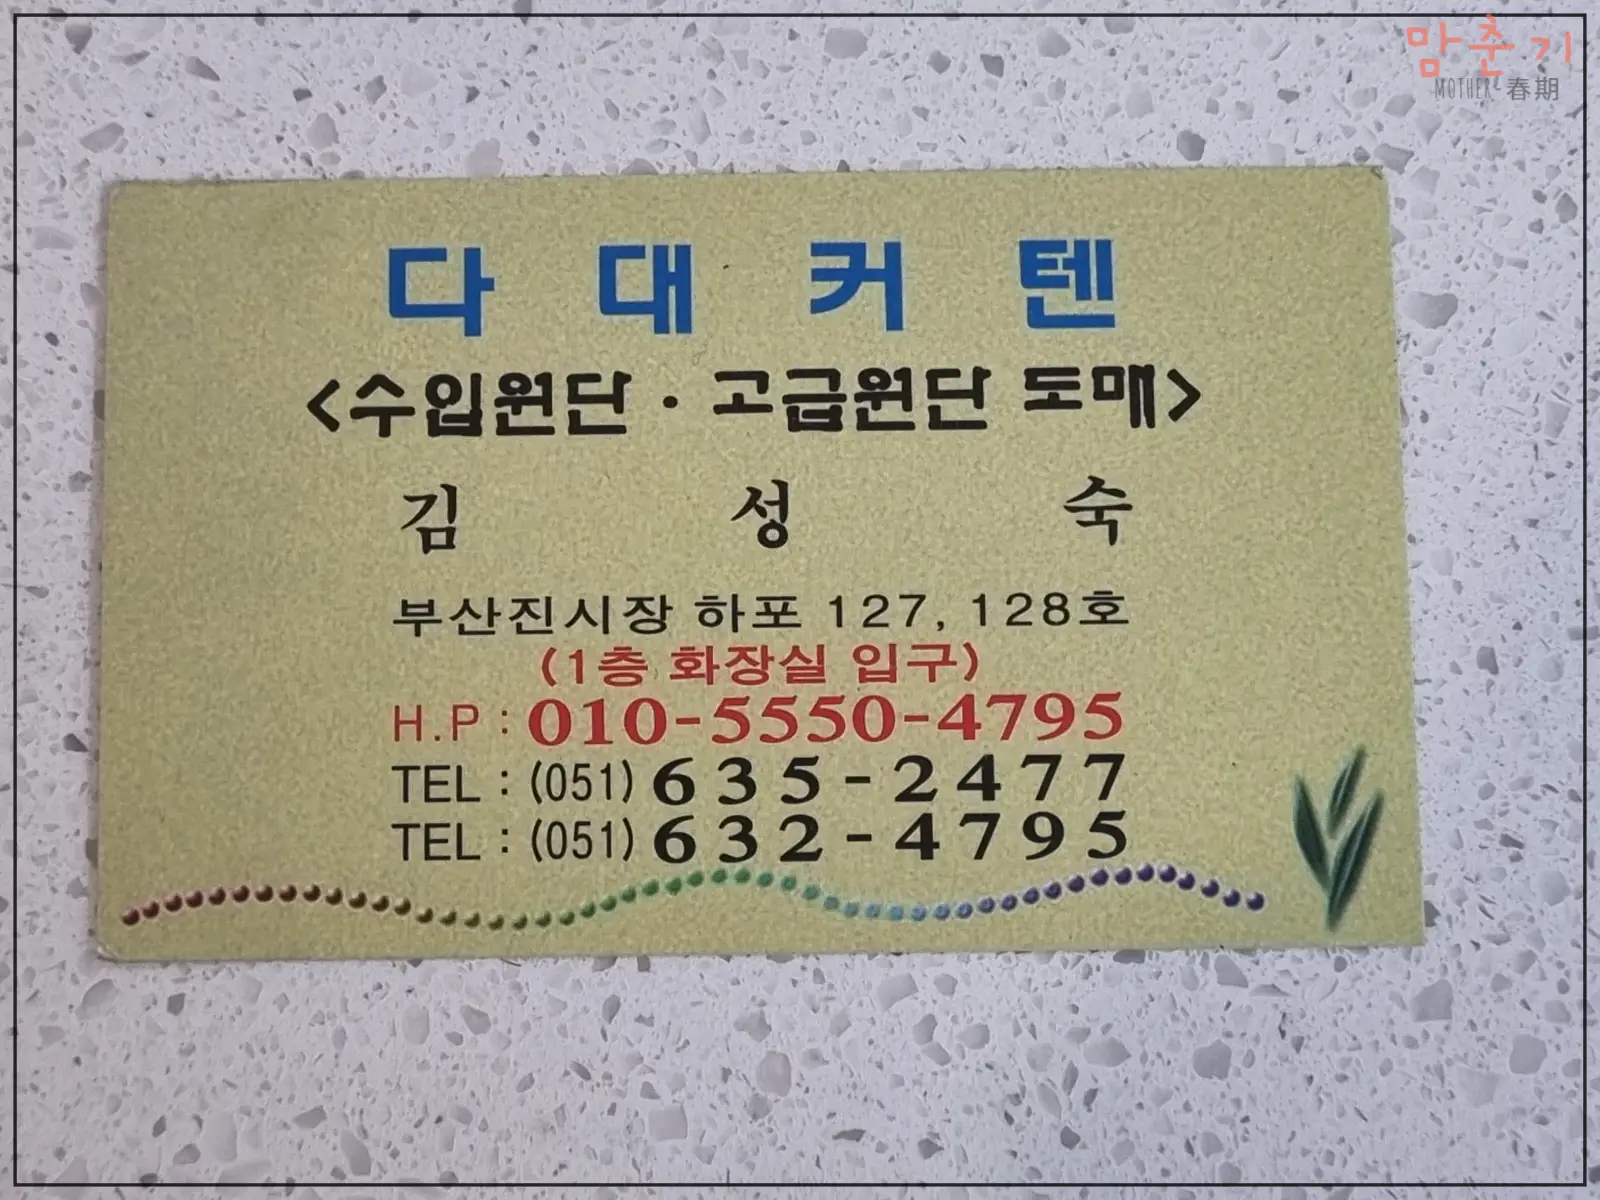 맘춘기
MOTHER 春期
다대커텐
<수입원단 · 고급원단 도매>
김성숙
부산진시장 하포 127, 128호
(1층 화장실 입구)
H.P : 010-5550-4795
TEL : (051) 635-2477
TEL : (051) 632-4795